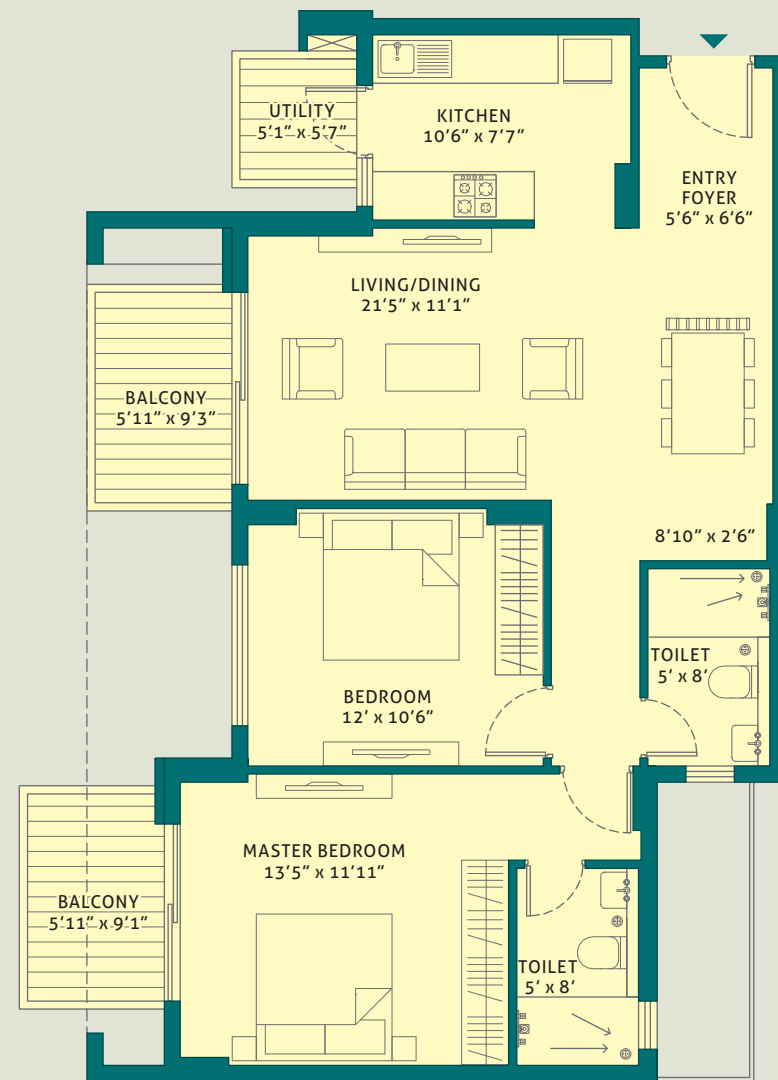 UTILITY
5'1" x 5'7"
KITCHEN
10'6" x 7'7"
ENTRY
FOYER
5'6" x 6'6"
LIVING/DINING
21'5" x 11'1"
BALCONY
5'11" x 9'3"
8'10" x 2'6"
TOILET
5' x 8'
BEDROOM
12' x 10'6"
MASTER BEDROOM
13'5" x 11'11"
BALCONY
5'11" x 9'1"
TOILET
5' x 8'